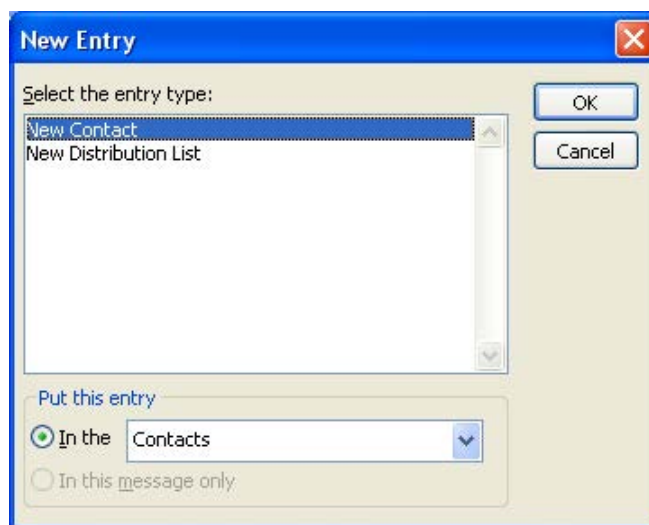 New Entry
Select the entry type:
New Contact
New Distribution List
OK
Cancel
Put this entry
In the Contacts
In this message only